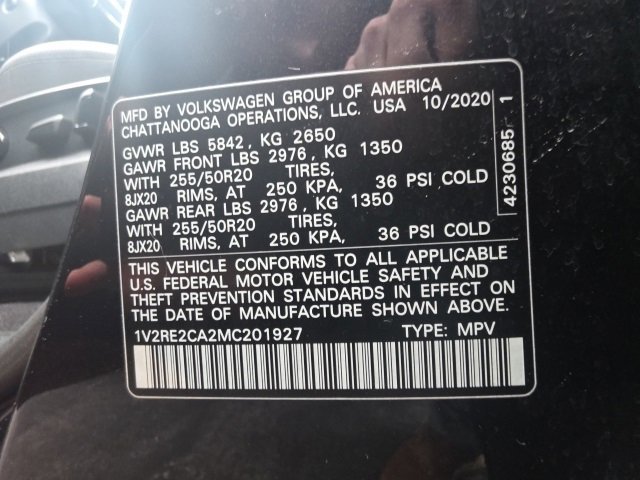 MFD BY VOLKSWAGEN GROUP OF AMERICA
CHATTANOOGA OPERATIONS, LLC. USA 10/2020
GVWR LBS 5842, KG 2650
GAWR FRONT LBS 2976, KG 1350
WITH 255/50R20 TIRES,
8JX20 RIMS, AT 250 KPA, 36 PSI COLD
GAWR REAR LBS 2976, KG 1350
WITH 255/50R20 TIRES,
8JX20 RIMS, AT 250 KPA, 36 PSI COLD
THIS VEHICLE CONFORMS TO ALL APPLICABLE
U.S. FEDERAL MOTOR VEHICLE SAFETY AND
THEFT PREVENTION STANDARDS IN EFFECT ON
THE DATE OF MANUFACTURE SHOWN ABOVE.
1V2RE2CA2MC201927 TYPE: MPV
4230685 1